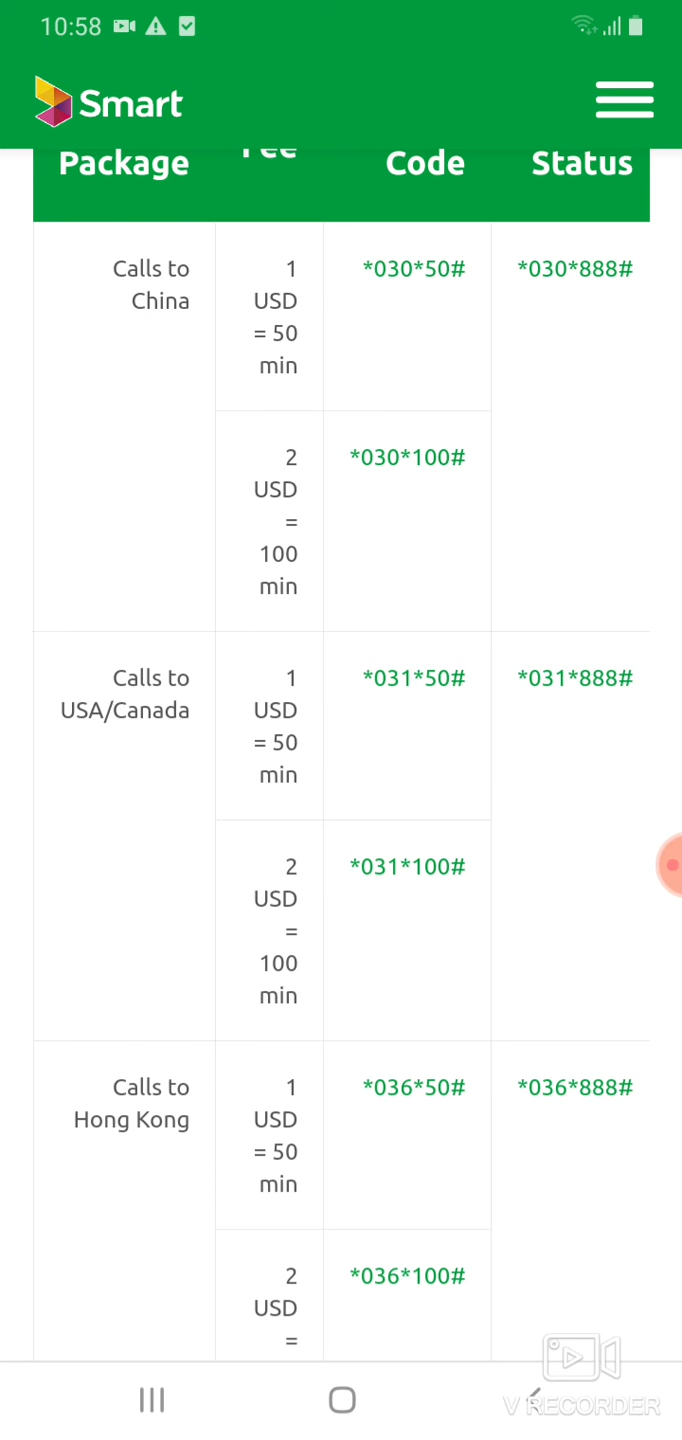 10:58
Smart
Package
Fee
Code
Status
Calls to
China
1
USD
= 50
min
*030*50#
*030*888#
2
USD
=
100
min
*030*100#
Calls to
USA/Canada
1
USD
= 50
min
*031*50#
*031*888#
2
USD
=
100
min
*031*100#
Calls to
Hong Kong
1
USD
= 50
min
*036*50#
*036*888#
2
USD
=
*036*100#
V RECORDER